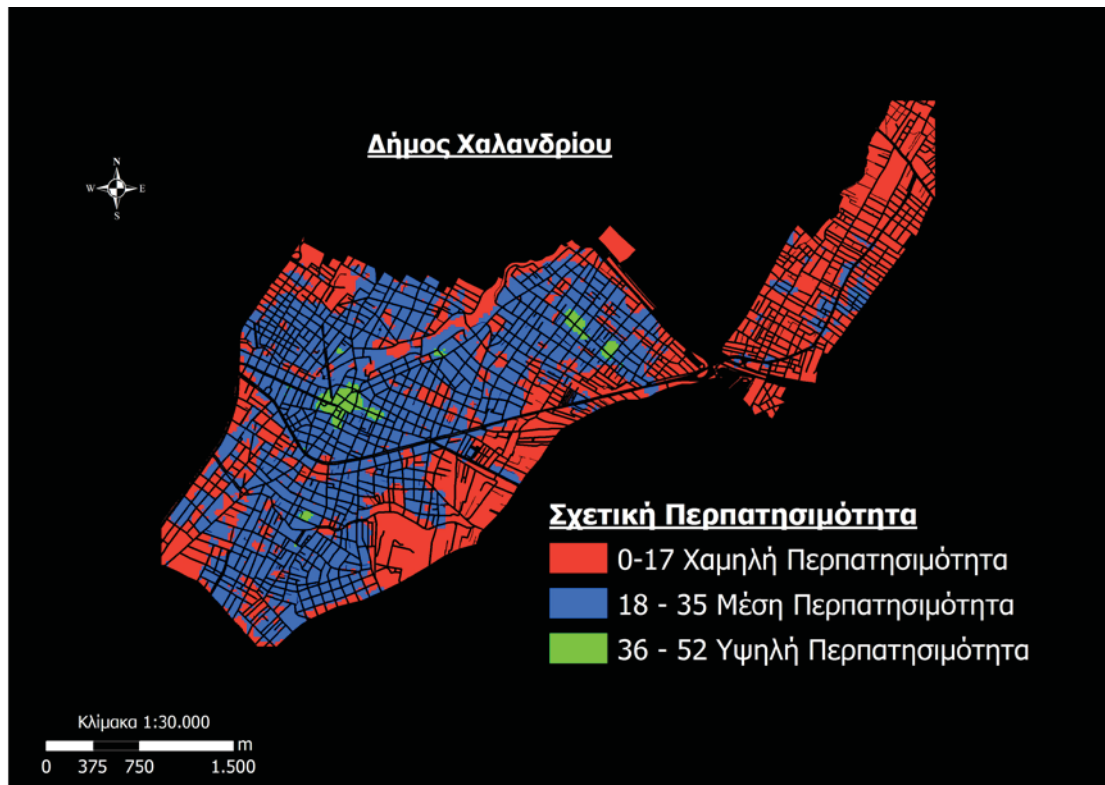 Δήμος Χαλανδρίου
N
W E
S
Σχετική Περπατησιμότητα
0-17 Χαμηλή Περπατησιμότητα
18 - 35 Μέση Περπατησιμότητα
36 - 52 Υψηλή Περπατησιμότητα
Κλίμακα 1:30.000
m
0 375 750 1.500